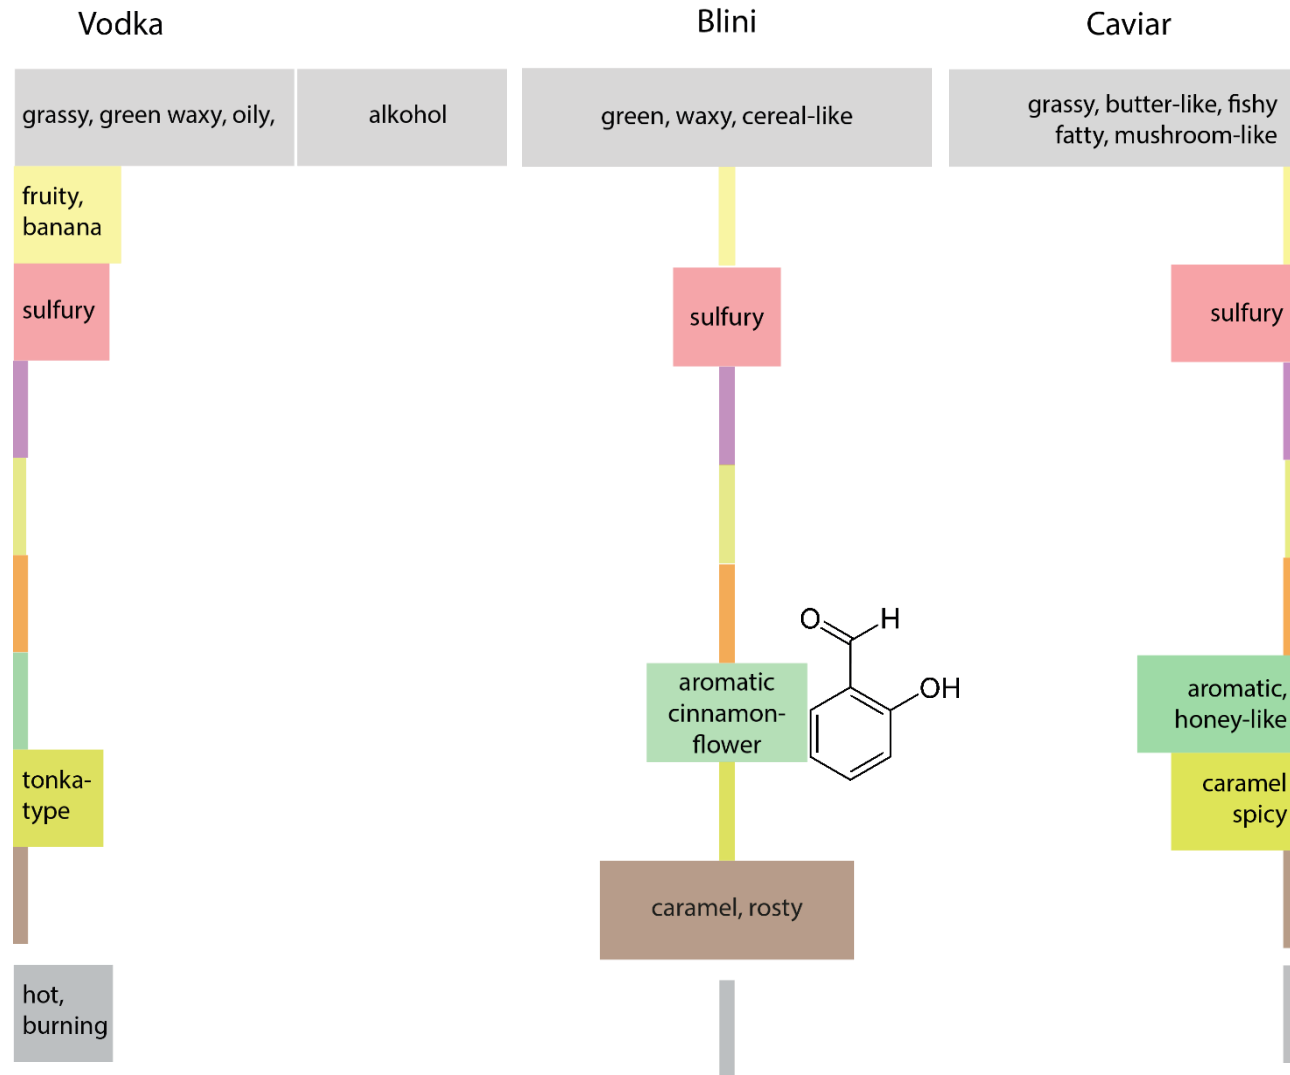 Vodka
Blini
Caviar
grassy, green waxy, oily,
alkohol
green, waxy, cereal-like
grassy, butter-like, fishy
fatty, mushroom-like
fruity,
banana
sulfury
sulfury
sulfury
O
H
OH
aromatic
cinnamon-
flower
aromatic,
honey-like
tonka-
type
caramel
spicy
caramel, rosty
hot,
burning